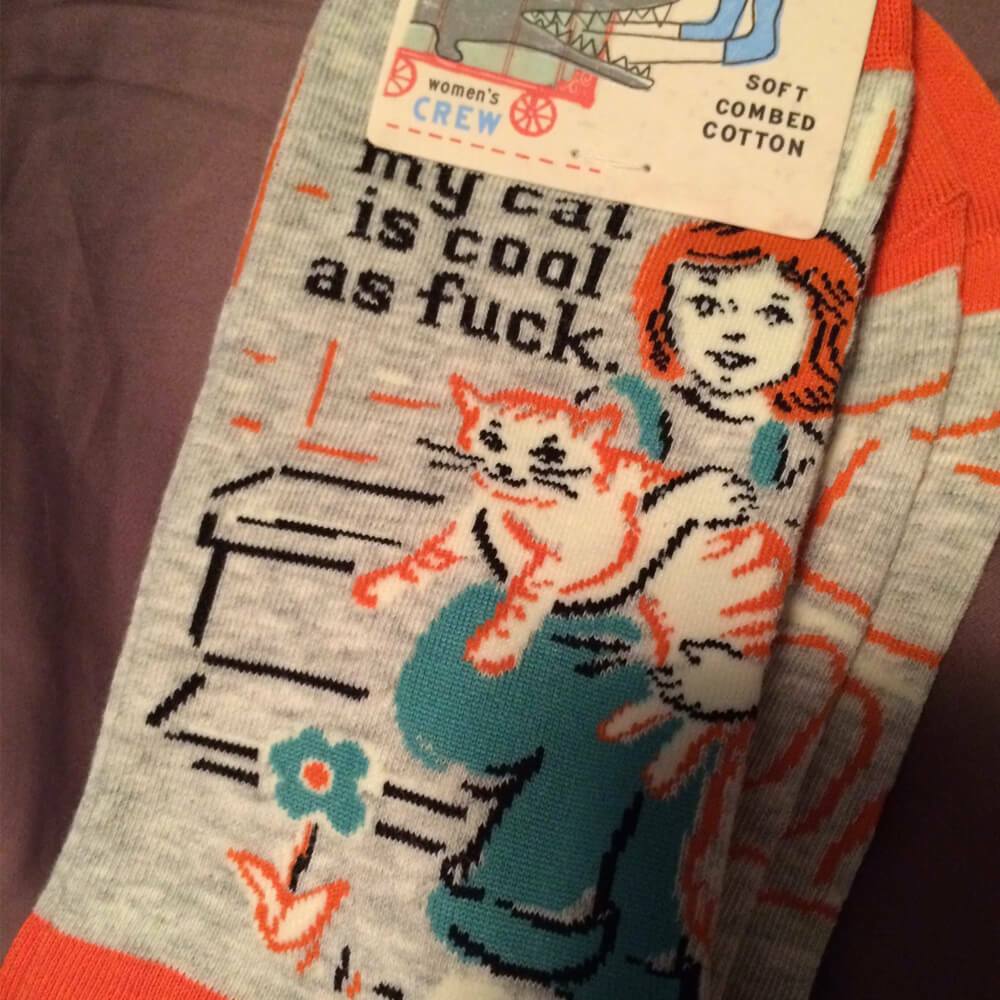 women's
CREW
SOFT
COMBED
COTTON
my cat
is cool
as fuck.